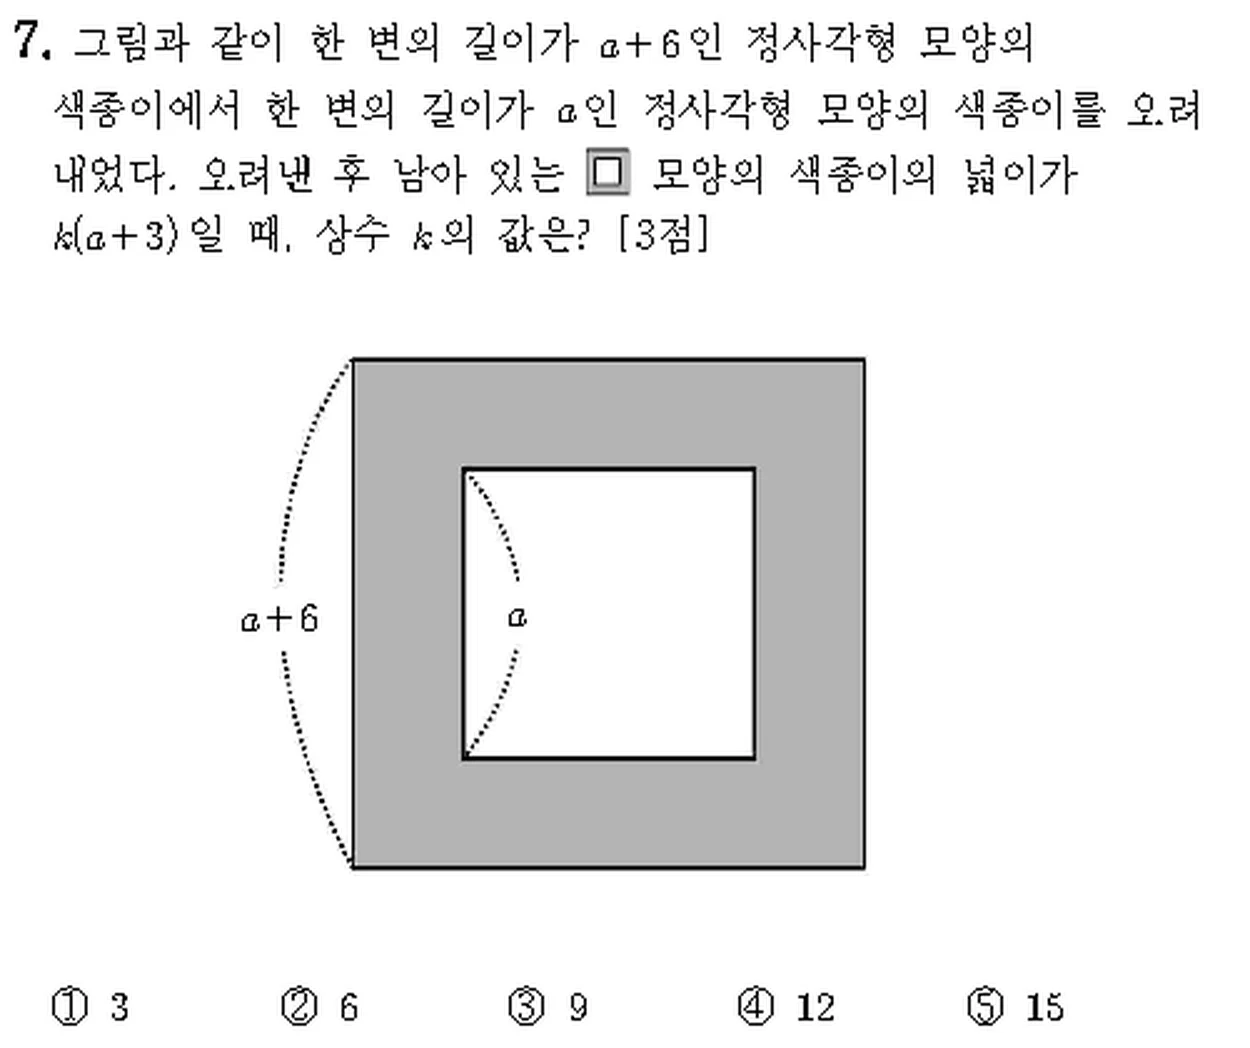 7. 그림과 같이 한 변의 길이가 a+6인 정사각형 모양의
색종이에서 한 변의 길이가 a인 정사각형 모양의 색종이를 오려
내었다. 오려낸 후 남아 있는 모양의 색종이의 넓이가
k(a+3)일 때, 상수 k의 값은? [3점]
a+6
a
① 3 ② 6 ③ 9 ④ 12 ⑤ 15